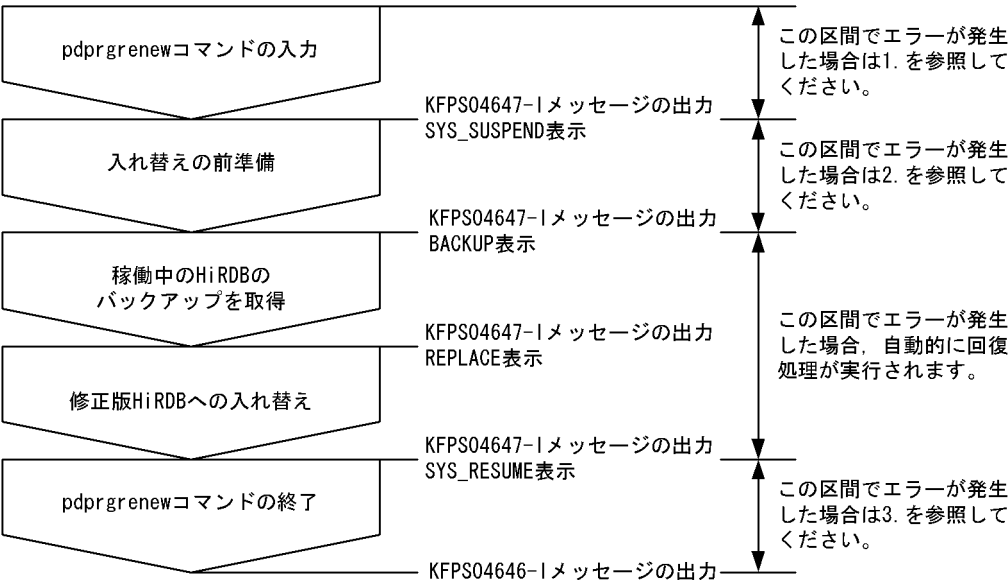 pdprgrenewコマンドの入力
この区間でエラーが発生
した場合は1.を参照して
ください。
KFPS04647-Iメッセージの出力
SYS_SUSPEND表示
入れ替えの前準備
この区間でエラーが発生
した場合は2.を参照して
ください。
KFPS04647-Iメッセージの出力
BACKUP表示
稼働中のHiRDBの
バックアップを取得
KFPS04647-Iメッセージの出力
REPLACE表示
この区間でエラーが発生
した場合,自動的に回復
処理が実行されます。
修正版HiRDBへの入れ替え
KFPS04647-Iメッセージの出力
SYS_RESUME表示
pdprgrenewコマンドの終了
この区間でエラーが発生
した場合は3.を参照して
ください。
KFPS04646-Iメッセージの出力